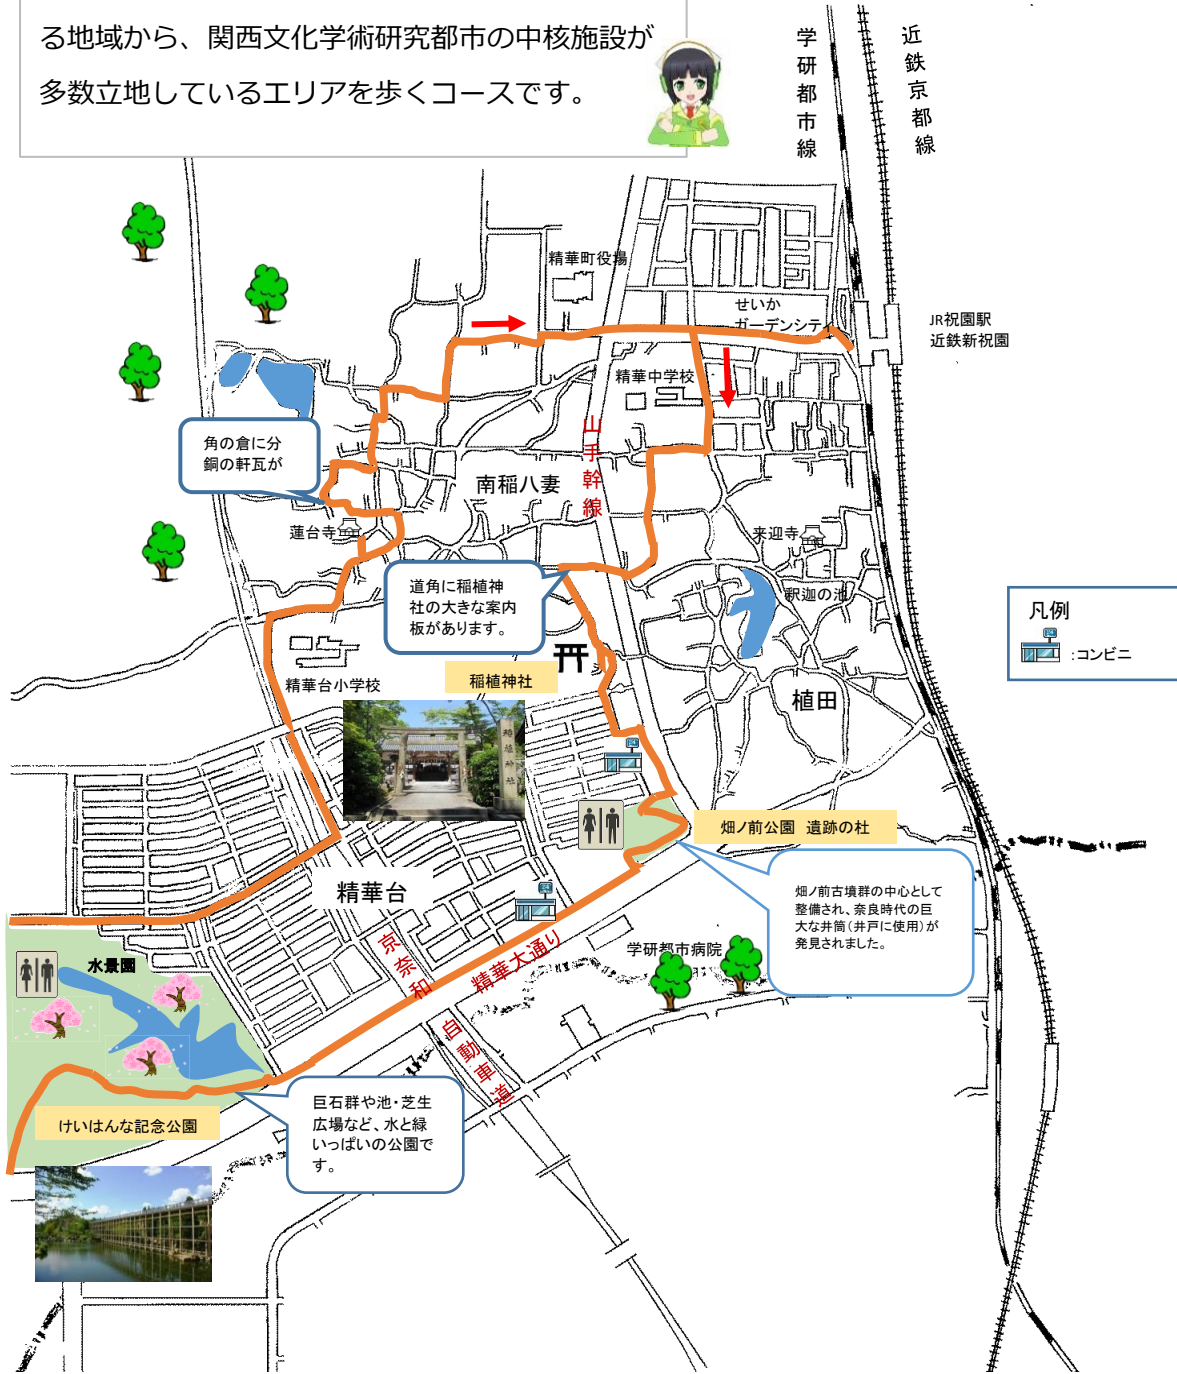 る地域から、関西文化学術研究都市の中核施設が
多数立地しているエリアを歩くコースです。
学研都市線
近鉄京都線
精華町役場
せいか
ガーデンシティ
JR祝園駅
近鉄新祝園
精華中学校
山手幹線
角の倉に分
銅の軒瓦が
南稲八妻
蓮台寺
来迎寺
道角に稲植神
社の大きな案内
板があります。
釈迦の池
凡例
:コンビニ
稲植神社
精華台小学校
植田
稲植神社
畑ノ前公園 遺跡の杜
畑ノ前古墳群の中心として
整備され、奈良時代の巨
大な井筒(井戸に使用)が
発見されました。
精華台
京奈和
自動車道
精華大通り
学研都市病院
水景園
けいはんな記念公園
巨石群や池・芝生
広場など、水と緑
いっぱいの公園で
す。